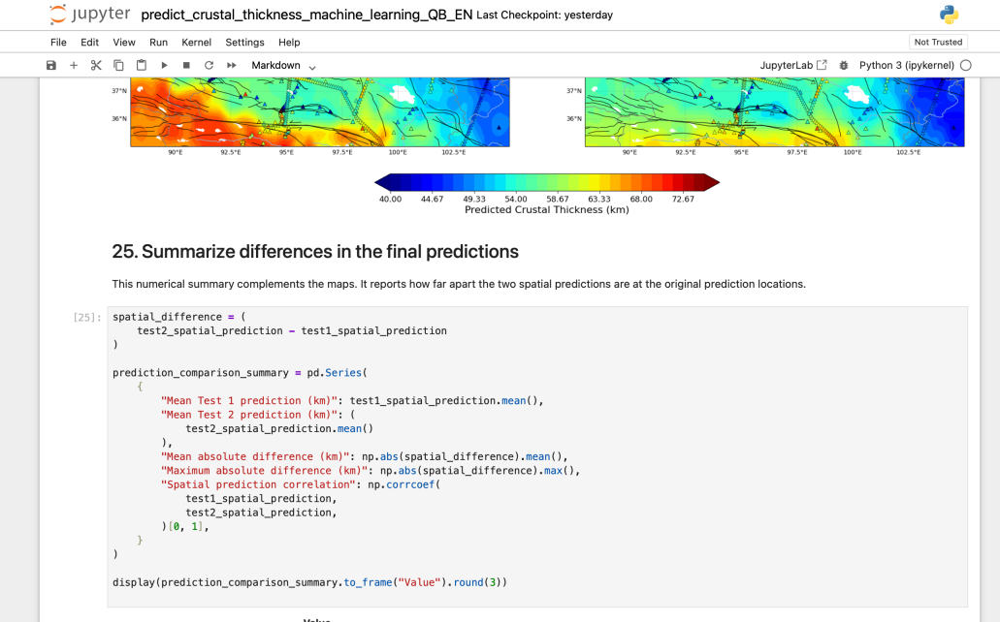 jupyter predict_crustal_thickness_machine_learning_QB_EN Last Checkpoint: yesterday
File Edit View Run Kernel Settings Help
Not Trusted
Markdown
JupyterLab
Python 3 (ipykernel)
37°N
36°N
90°E 92.5°E 95°E 97.5°E 100°E 102.5°E
37°N
36°N
90°E 92.5°E 95°E 97.5°E 100°E 102.5°E
40.00 44.67 49.33 54.00 58.67 63.33 68.00 72.67
Predicted Crustal Thickness (km)
25. Summarize differences in the final predictions
This numerical summary complements the maps. It reports how far apart the two spatial predictions are at the original prediction locations.
[25]:
spatial_difference = (
    test2_spatial_prediction - test1_spatial_prediction
)
prediction_comparison_summary = pd.Series(
    {
        "Mean Test 1 prediction (km)": test1_spatial_prediction.mean(),
        "Mean Test 2 prediction (km)": (
            test2_spatial_prediction.mean()
        ),
        "Mean absolute difference (km)": np.abs(spatial_difference).mean(),
        "Maximum absolute difference (km)": np.abs(spatial_difference).max(),
        "Spatial prediction correlation": np.corrcoef(
            test1_spatial_prediction,
            test2_spatial_prediction,
        )[0, 1],
    }
)
display(prediction_comparison_summary.to_frame("Value").round(3))
Value